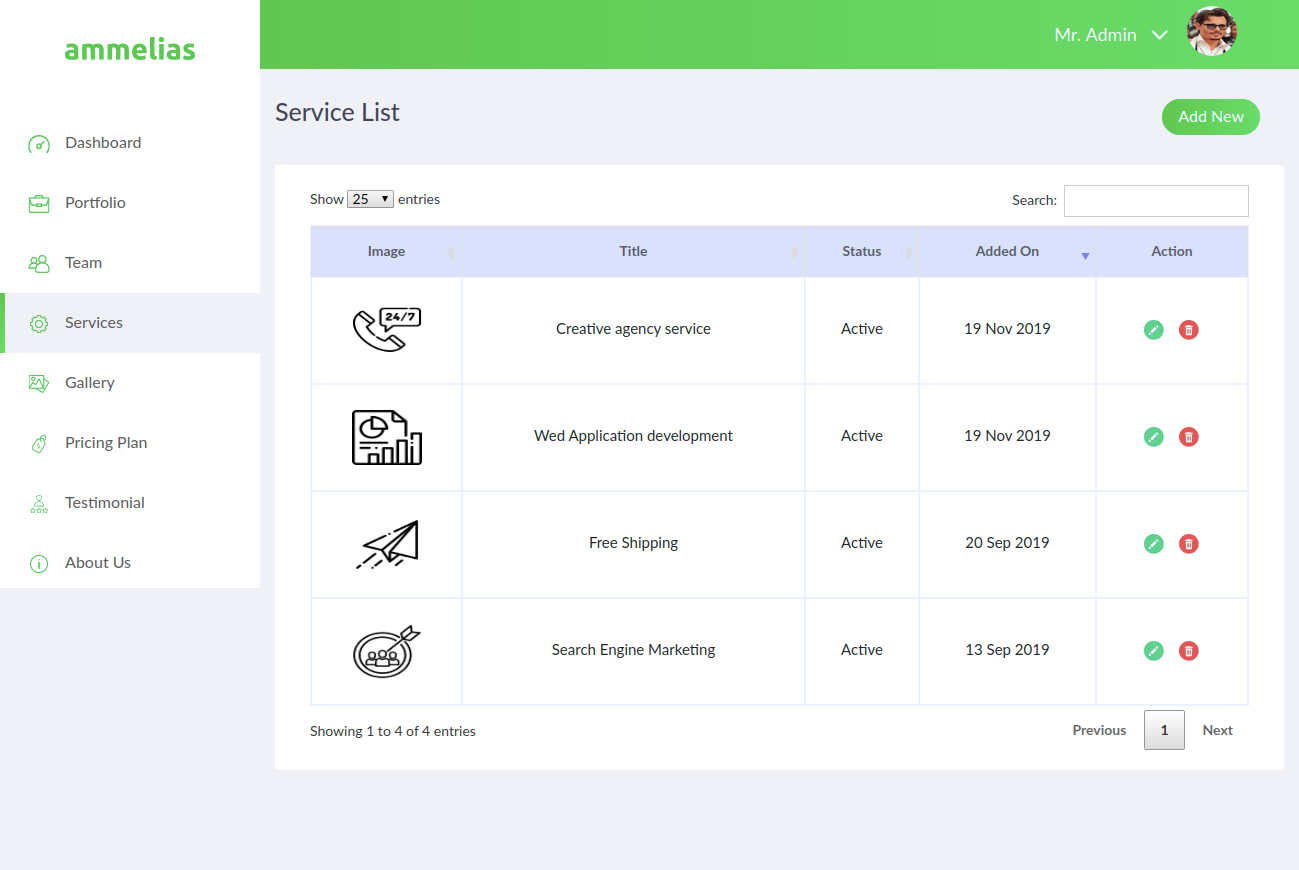 ammelias
Mr. Admin
Dashboard
Portfolio
Team
Services
Gallery
Pricing Plan
Testimonial
About Us
Service List
Add New
Show 25 entries
Search:
Image Title Status Added On Action
24/7
Creative agency service Active 19 Nov 2019
Wed Application development Active 19 Nov 2019
Free Shipping Active 20 Sep 2019
Search Engine Marketing Active 13 Sep 2019
Showing 1 to 4 of 4 entries
Previous 1 Next